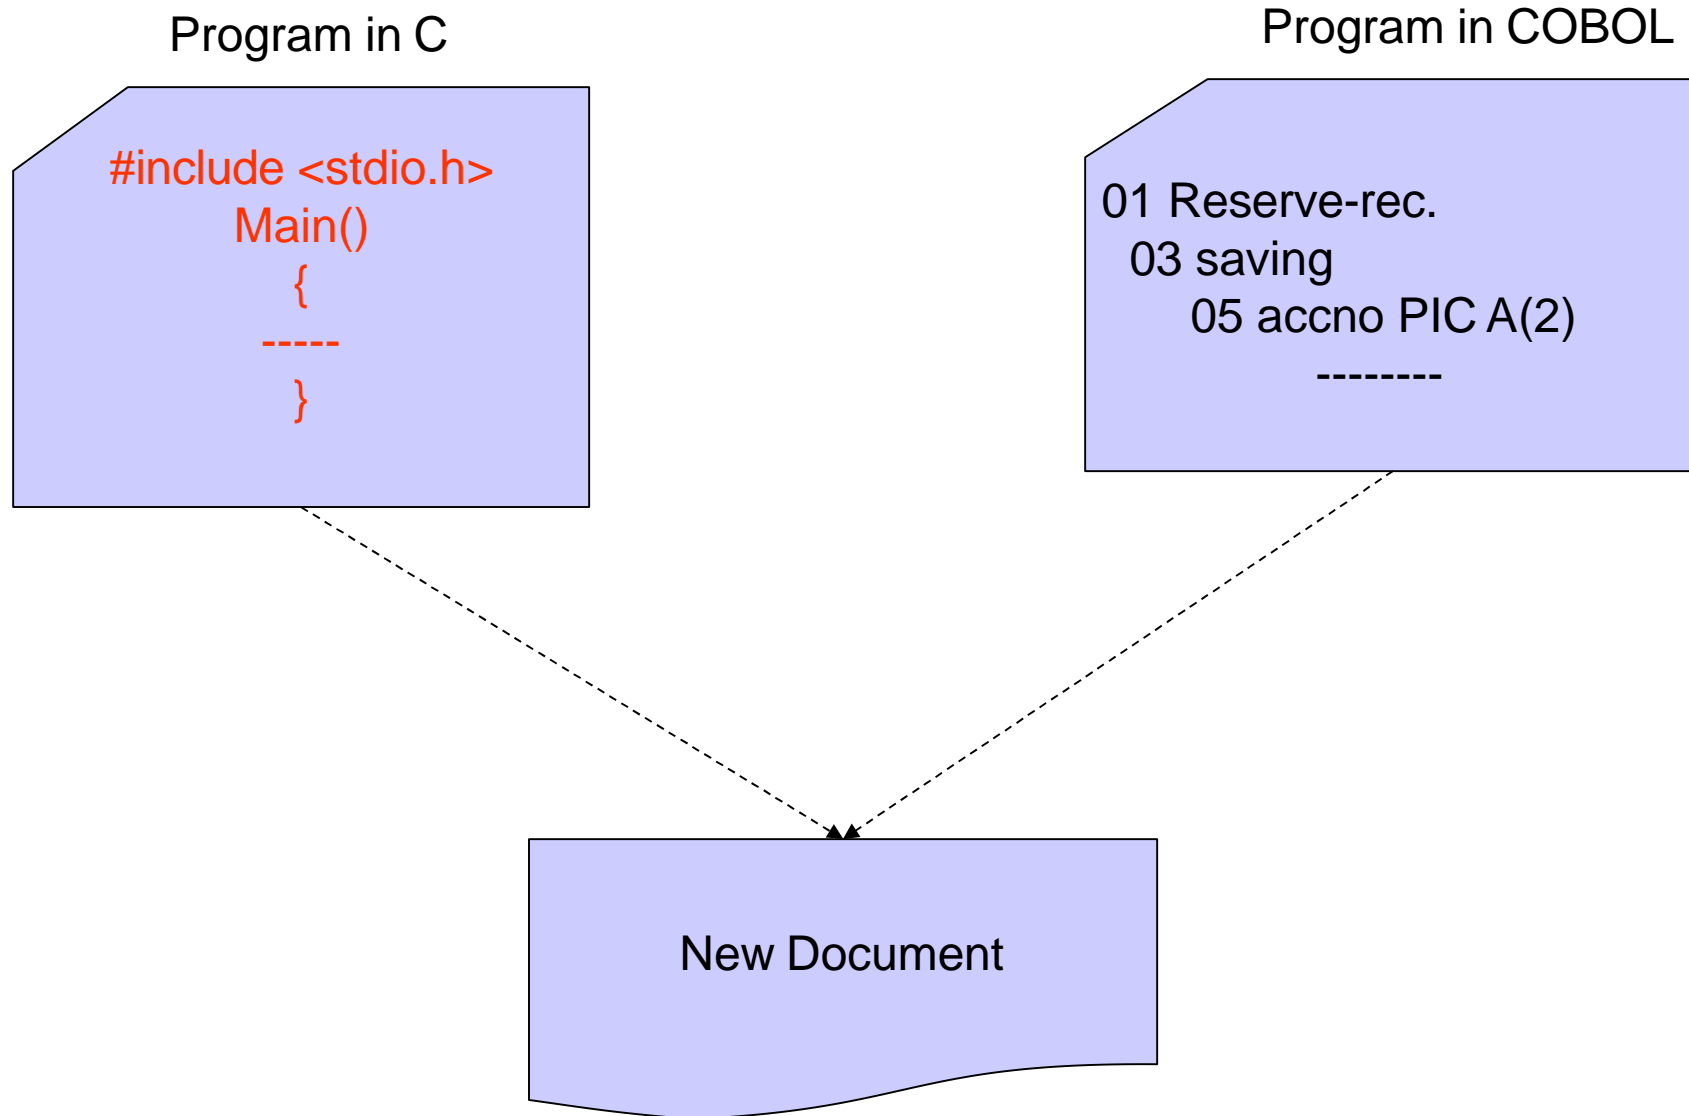 Program in C
#include <stdio.h>
Main()
{
-----
}
Program in COBOL
01 Reserve-rec.
03 saving
05 accno PIC A(2)
--------
New Document